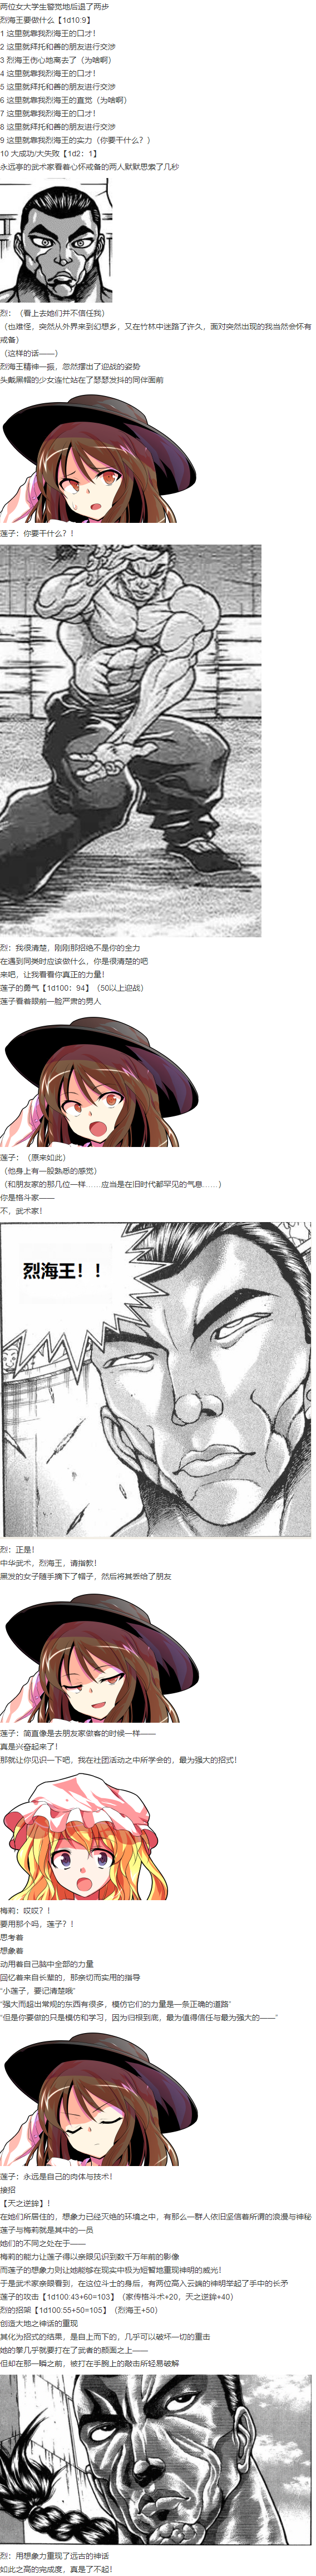 两位女大学生警觉地后退了两步
烈海王要做什么【1d10:9】
1 这里就靠我烈海王的口才！
2 这里就拜托和善的朋友进行交涉
3 烈海王伤心地离去了（为啥啊）
4 这里就靠我烈海王的口才！
5 这里就拜托和善的朋友进行交涉
6 这里就靠我烈海王的直觉（为啥啊）
7 这里就靠我烈海王的口才！
8 这里就拜托和善的朋友进行交涉
9 这里就靠我烈海王的实力（你要干什么？）
10 大成功/大失败【1d2：1】
永远亭的武术家看着心怀戒备的两人默默思索了几秒
烈：（看上去她们并不信任我）
（也难怪，突然从外界来到幻想乡，又在竹林中迷路了许久，面对突然出现的我当然会怀有
戒备）
（这样的话——）
烈海王精神一振，忽然摆出了迎战的姿势
头戴黑帽的少女连忙站在了瑟瑟发抖的同伴面前
莲子：你要干什么？！
烈：我很清楚，刚刚那招绝不是你的全力
在遇到同类时应该做什么，你是很清楚的吧
来吧，让我看看你真正的力量！
莲子的勇气【1d100：94】（50以上迎战）
莲子看着眼前一脸严肃的男人
莲子：（原来如此）
（他身上有一股熟悉的感觉）
（和朋友家的那几位一样……应当是在旧时代都罕见的气息……）
你是格斗家——
不，武术家！
烈海王！！
烈：正是！
中华武术，烈海王，请指教！
黑发的女子随手摘下了帽子，然后将其丢给了朋友
莲子：简直像是去朋友家做客的时候一样——
真是兴奋起来了！
那就让你见识一下吧，我在社团活动之中所学会的，最为强大的招式！
梅莉：哎哎？！
要用那个吗，莲子？！
思考着
想象着
动用着自己脑中全部的力量
回忆着来自长辈的，那亲切而实用的指导
“小莲子，要记清楚哦”
“强大而超出常规的东西有很多，模仿它们的力量是一条正确的道路”
“但是你要做的只是模仿和学习，因为归根到底，最为值得信任与最为强大的——”
莲子：永远是自己的肉体与技术！
接招
【天之逆鉾】！
在她们所居住的，想象力已经灭绝的环境之中，有那么一群人依旧坚信着所谓的浪漫与神秘
莲子与梅莉就是其中的一员
她们的不同之处在于——
梅莉的能力让莲子得以亲眼见识到数千万年前的影像
而莲子的想象力则让她能够在现实中极为短暂地重现神明的威光！
于是武术家亲眼看到，在这位斗士的身后，有两位高入云端的神明举起了手中的长矛
莲子的攻击【1d100:43+60=103】（家传格斗术+20，天之逆鉾+40）
烈的招架【1d100:55+50=105】（烈海王+50）
创造大地之神话的重现
其化为招式的结果，是自上而下的，几乎可以破坏一切的重击
她的拳几乎就要打在了武者的颜面之上——
但却在那一瞬之前，被打在手腕上的敲击所轻易破解
烈：用想象力重现了远古的神话
如此之高的完成度，真是了不起！